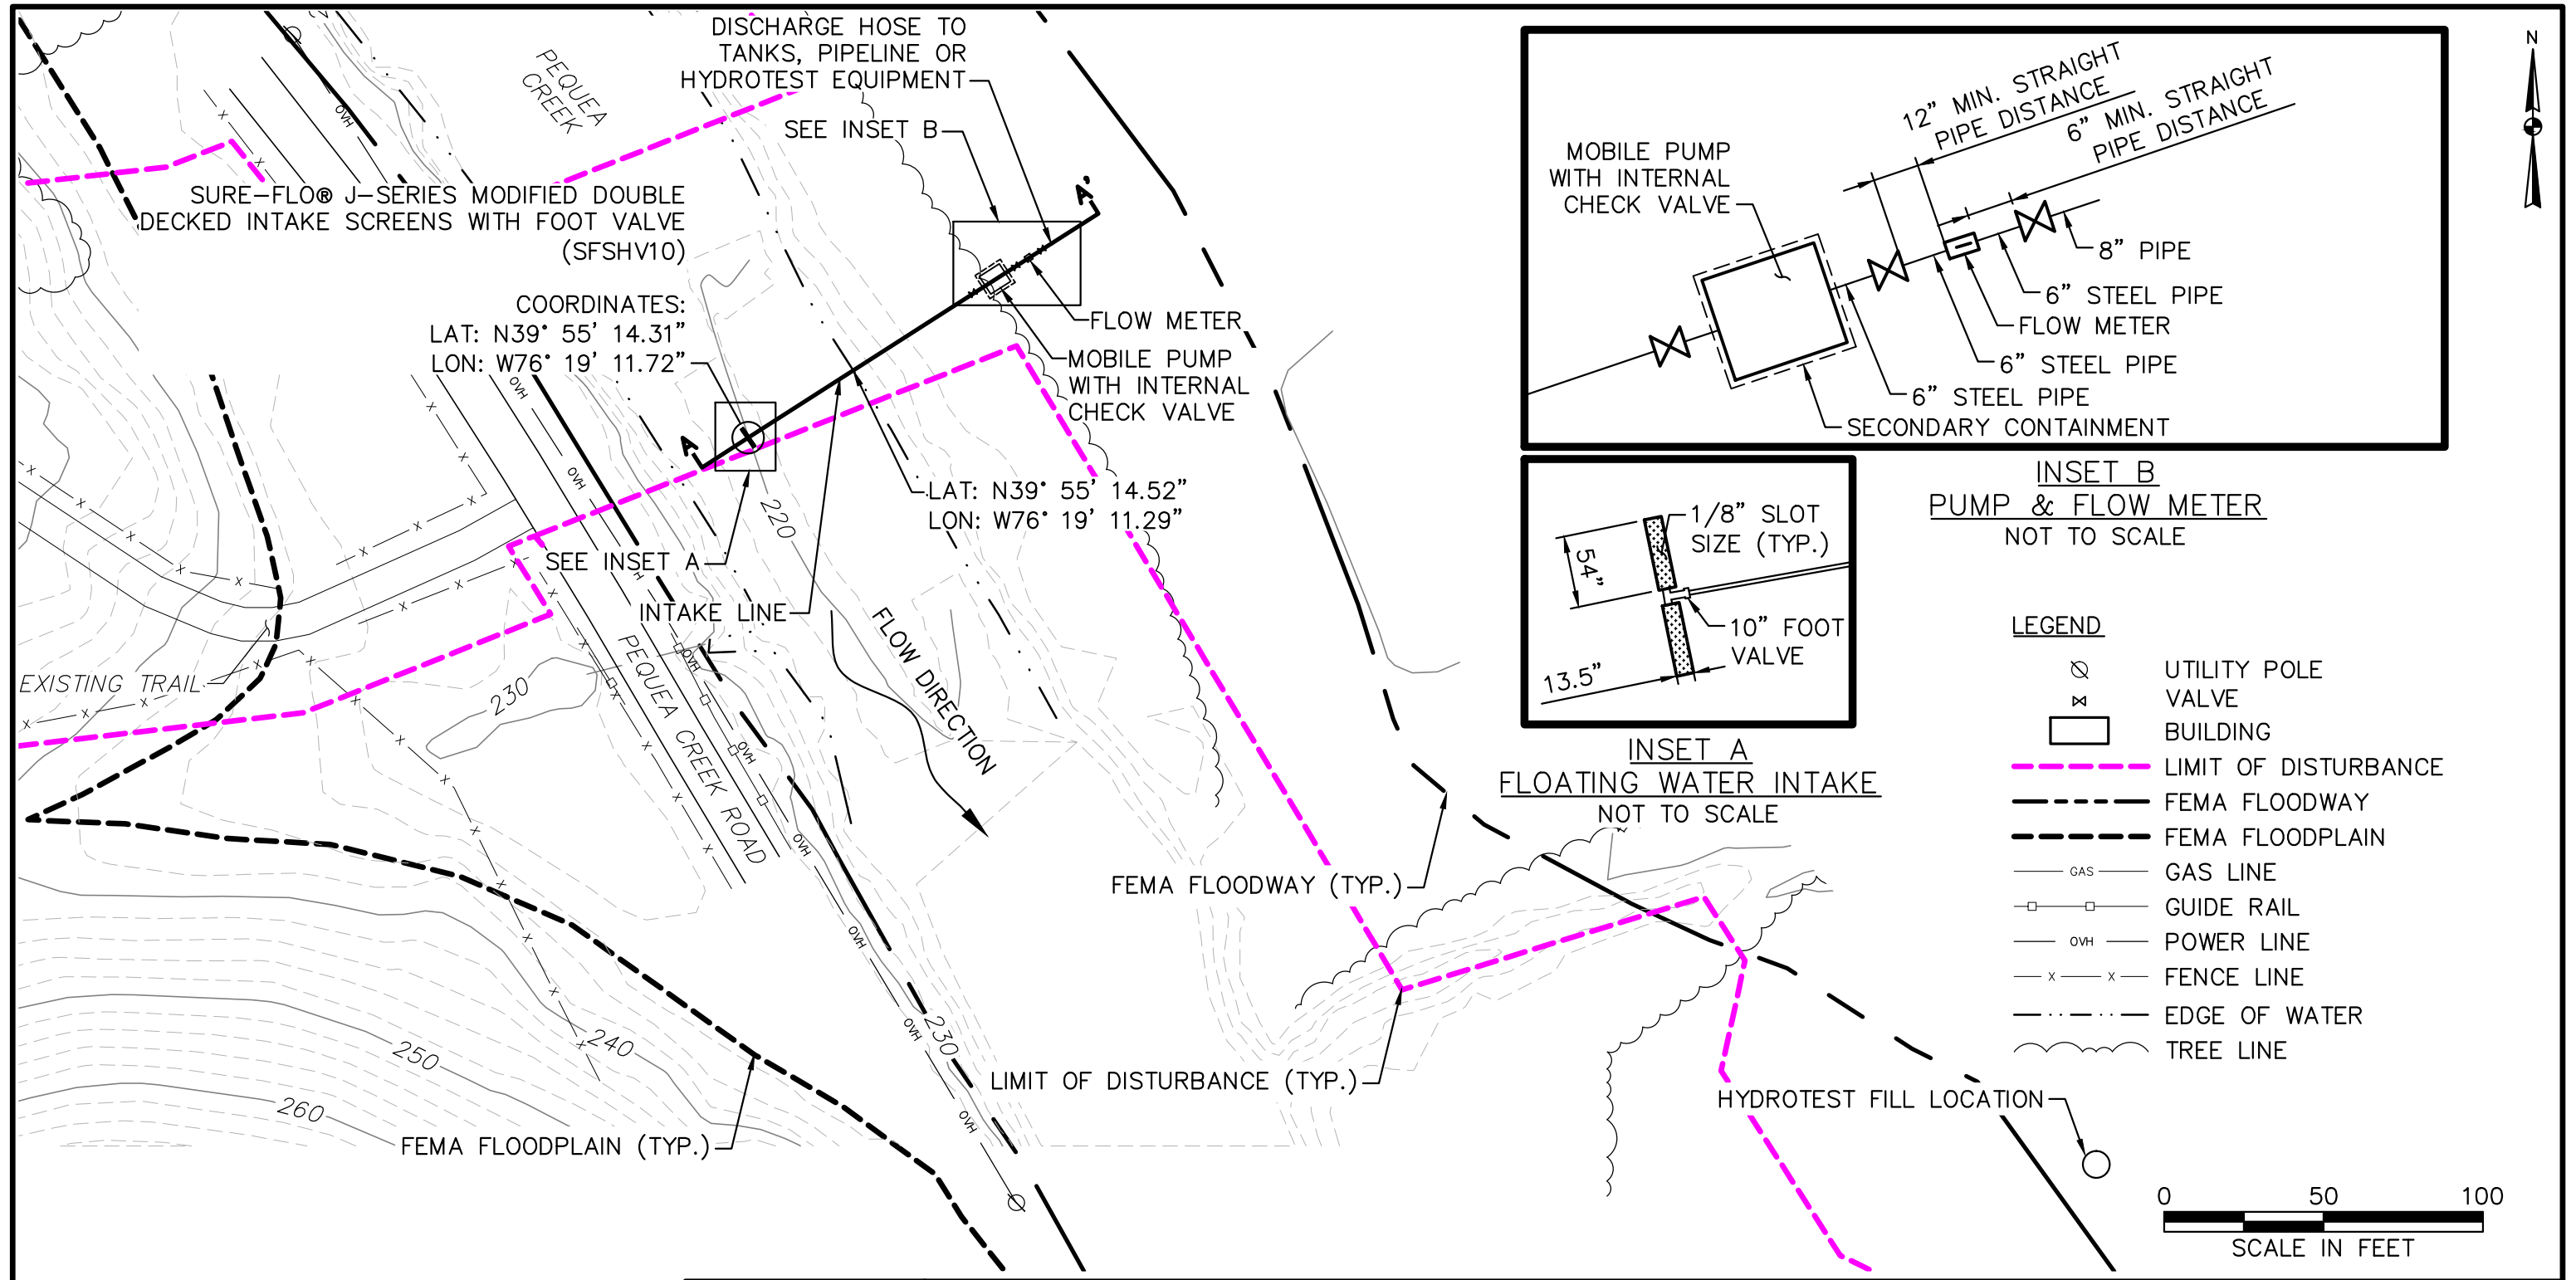 DISCHARGE HOSE TO
TANKS, PIPELINE OR
HYDROTEST EQUIPMENT
SEE INSET B
PEQUEA
CREEK
OVH
SURE-FLO® J-SERIES MODIFIED DOUBLE
DECKED INTAKE SCREENS WITH FOOT VALVE
(SFSHV10)
COORDINATES:
LAT: N39° 55' 14.31"
LON: W76° 19' 11.72"
A'
FLOW METER
MOBILE PUMP
WITH INTERNAL
CHECK VALVE
A
LAT: N39° 55' 14.52"
LON: W76° 19' 11.29"
220
SEE INSET A
INTAKE LINE
FLOW DIRECTION
EXISTING TRAIL
230
PEQUEA CREEK ROAD
OVH
OVH
OVH
OVH
OVH
OVH
OVH
OVH
FEMA FLOODWAY (TYP.)
LIMIT OF DISTURBANCE (TYP.)
230
240
250
260
FEMA FLOODPLAIN (TYP.)
HYDROTEST FILL LOCATION
12" MIN. STRAIGHT
PIPE DISTANCE
6" MIN. STRAIGHT
PIPE DISTANCE
MOBILE PUMP
WITH INTERNAL
CHECK VALVE
8" PIPE
6" STEEL PIPE
FLOW METER
6" STEEL PIPE
6" STEEL PIPE
SECONDARY CONTAINMENT
INSET B
PUMP & FLOW METER
NOT TO SCALE
1/8" SLOT
SIZE (TYP.)
54"
10" FOOT
VALVE
13.5"
INSET A
FLOATING WATER INTAKE
NOT TO SCALE
N
LEGEND
UTILITY POLE
VALVE
BUILDING
LIMIT OF DISTURBANCE
FEMA FLOODWAY
FEMA FLOODPLAIN
GAS GAS LINE
GUIDE RAIL
OVH POWER LINE
X X FENCE LINE
EDGE OF WATER
TREE LINE
0 50 100
SCALE IN FEET